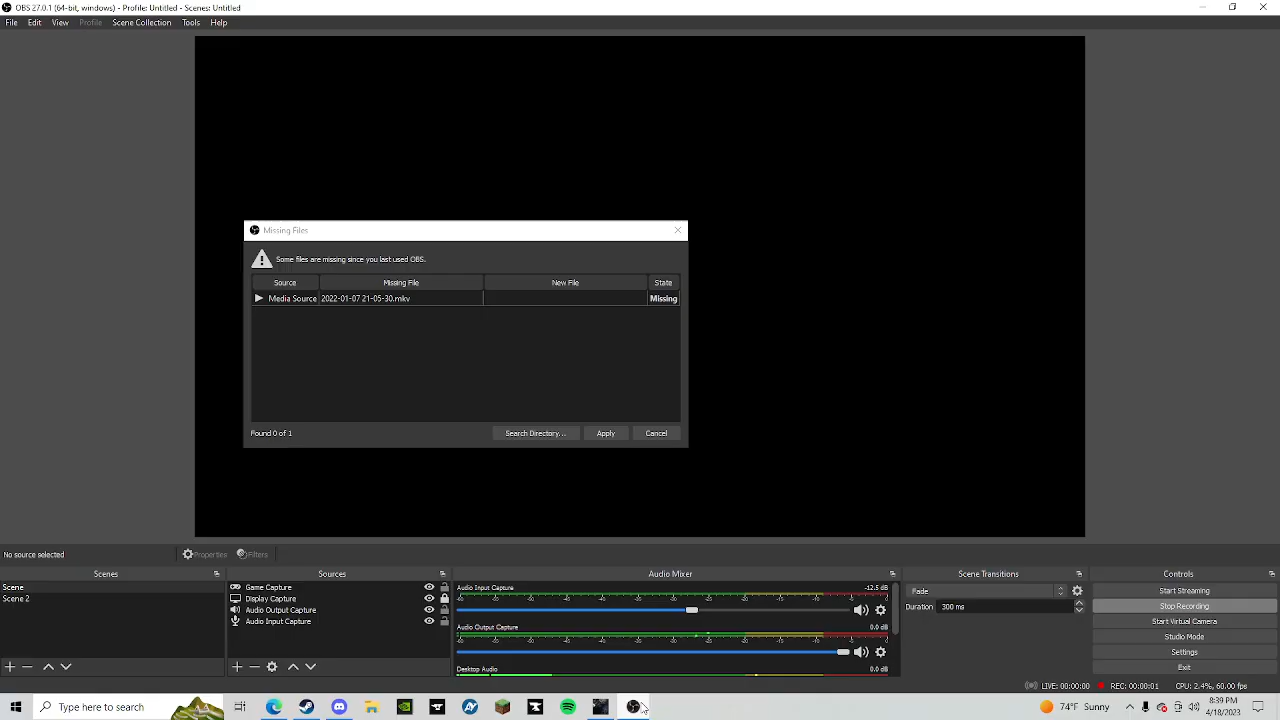 OBS 27.0.1 (64-bit, windows) - Profile: Untitled - Scenes: Untitled
File Edit View Profile Scene Collection Tools Help
Missing Files
Some files are missing since you last used OBS.
Source Missing File New File State
Media Source 2022-01-07 21-05-30.mkv Missing
Found 0 of 1 Search Directory... Apply Cancel
No source selected Properties Filters
Scenes Sources Audio Mixer Scene Transitions Controls
Scene
Scene 2
Game Capture
Display Capture
Audio Output Capture
Audio Input Capture
Audio Input Capture -12.5 dB
Audio Output Capture 0.0 dB
Desktop Audio 0.0 dB
Fade
Duration 300 ms
Start Streaming
Stop Recording
Start Virtual Camera
Studio Mode
Settings
Exit
LIVE: 00:00:00 REC: 00:00:01 CPU: 2.4%, 60.00 fps
Type here to search
74°F Sunny
8:39 PM
4/18/2023